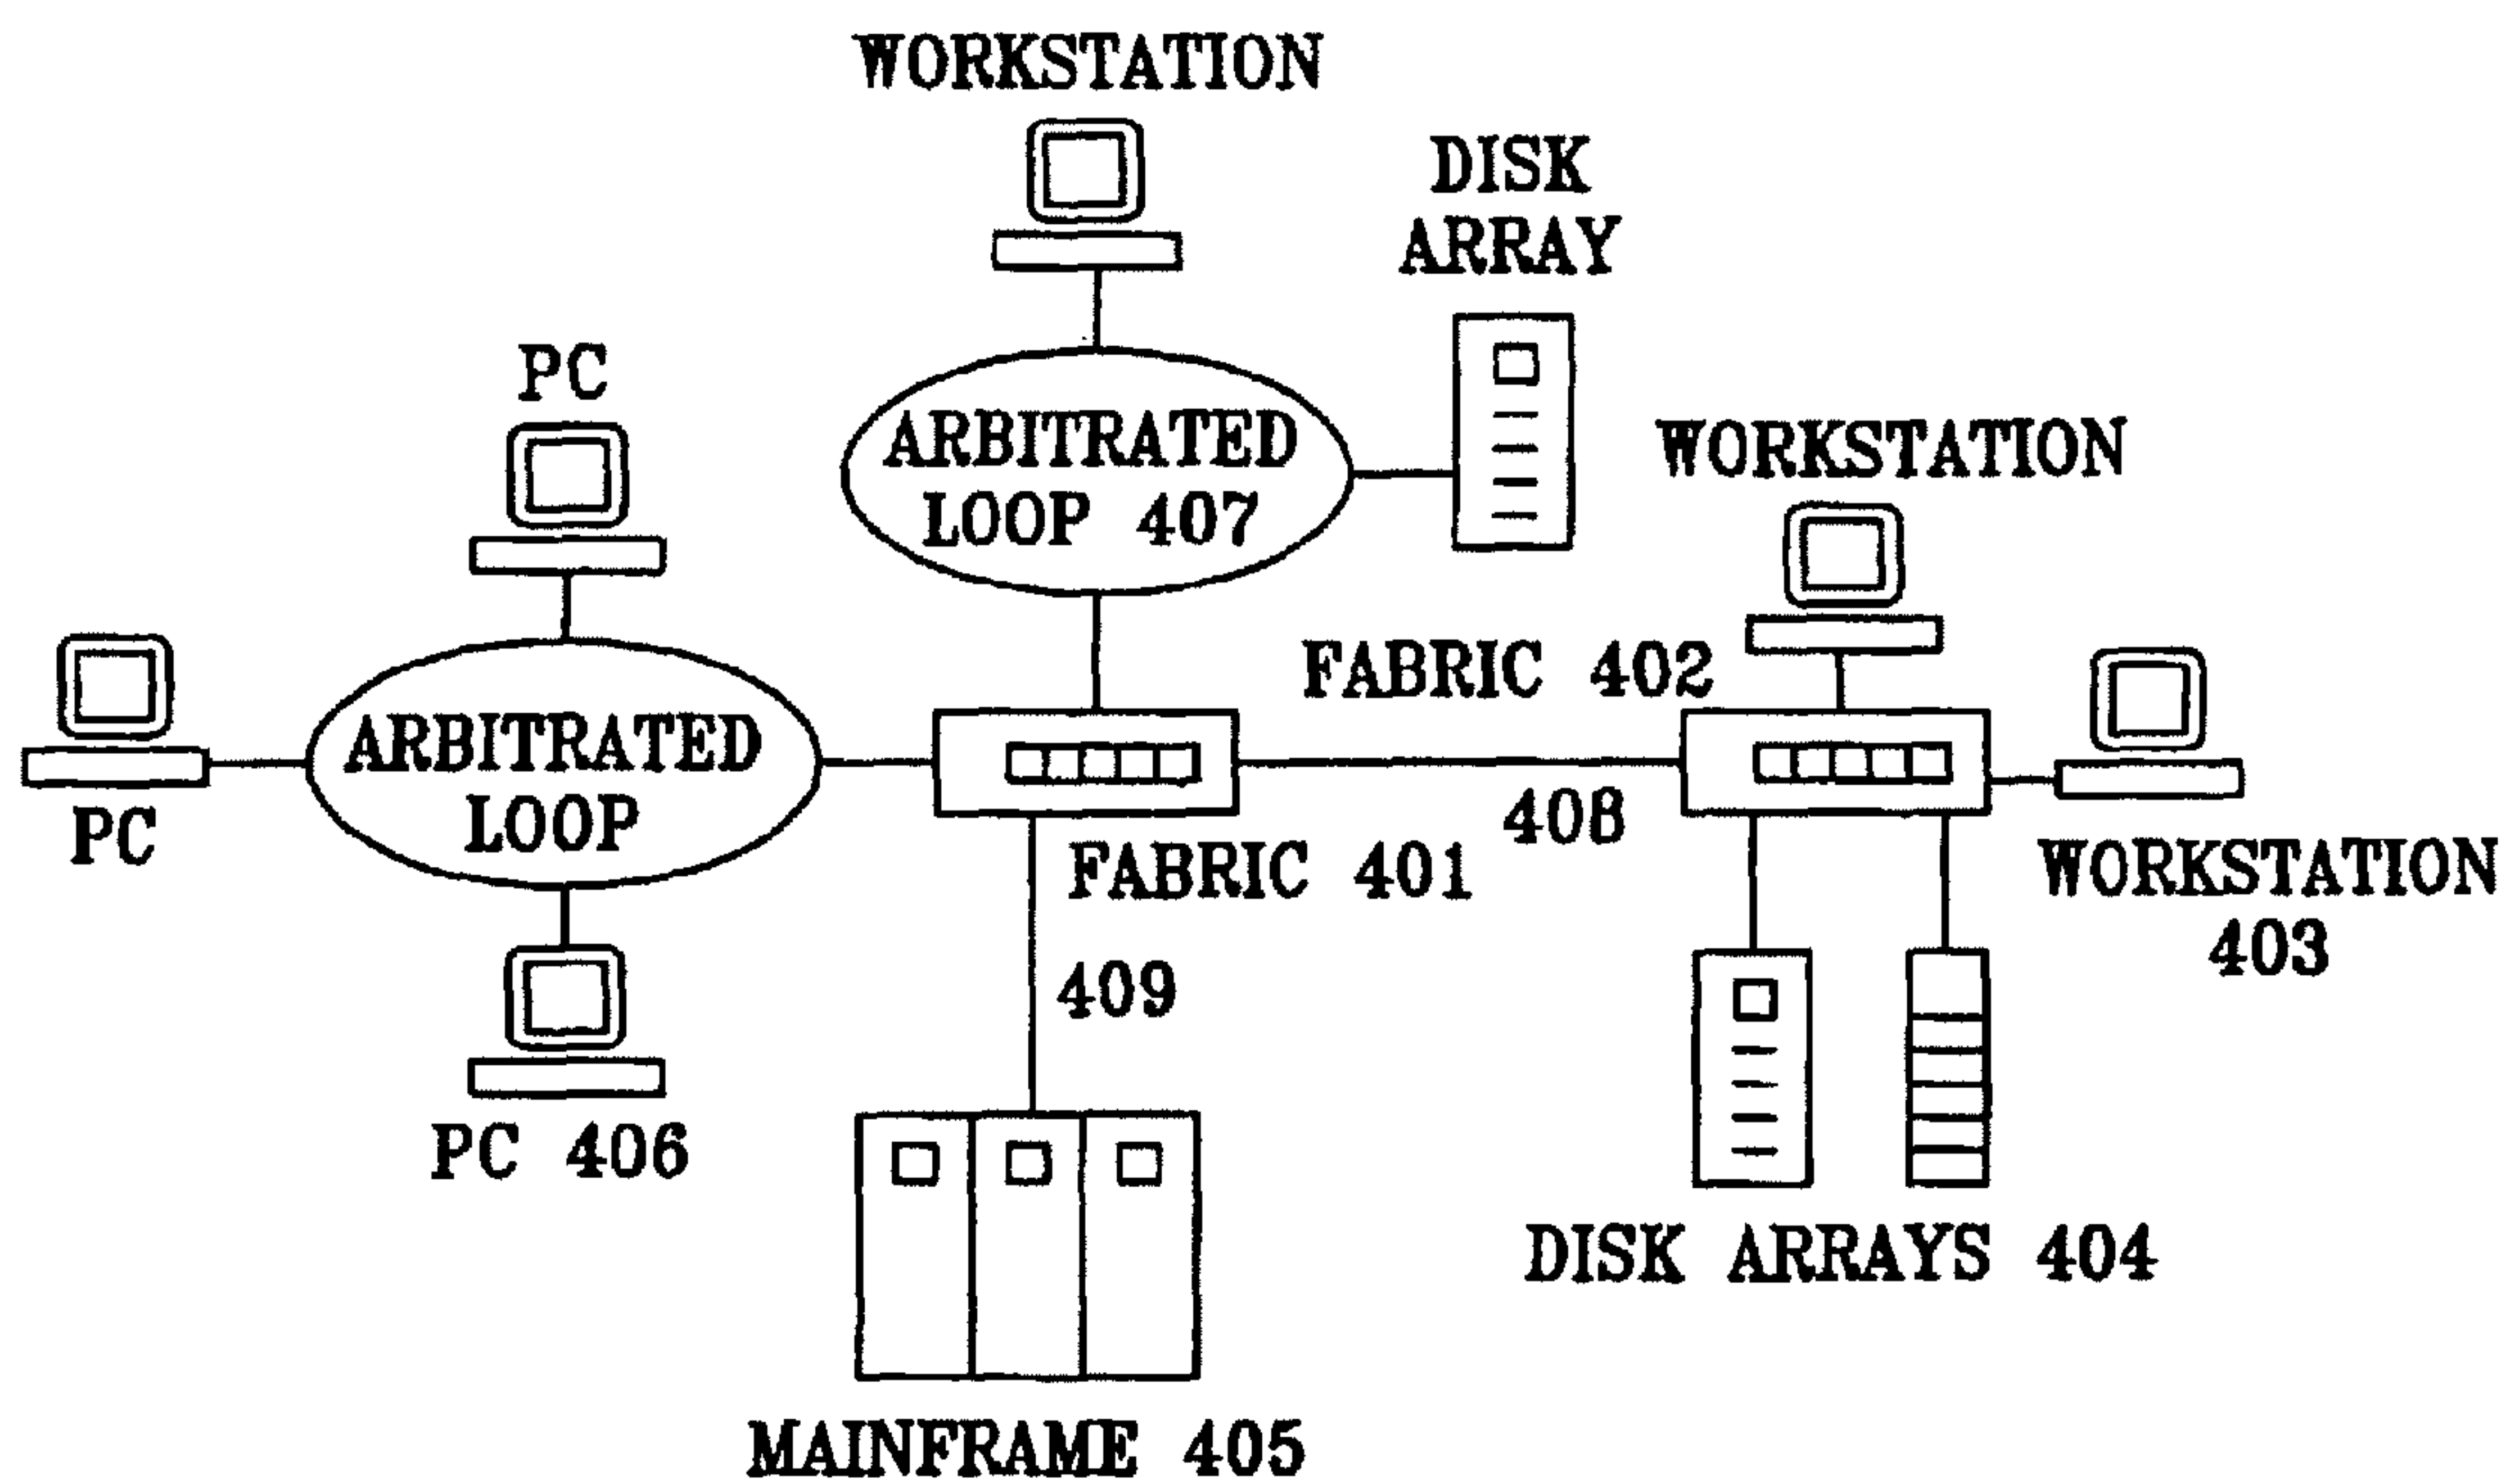 WORKSTATION
DISK
ARRAY
PC
ARBITRATED
LOOP 407
WORKSTATION
FABRIC 402
ARBITRATED
LOOP
PC
408
FABRIC 401
WORKSTATION
403
409
PC 406
DISK ARRAYS 404
MAINFRAME 405